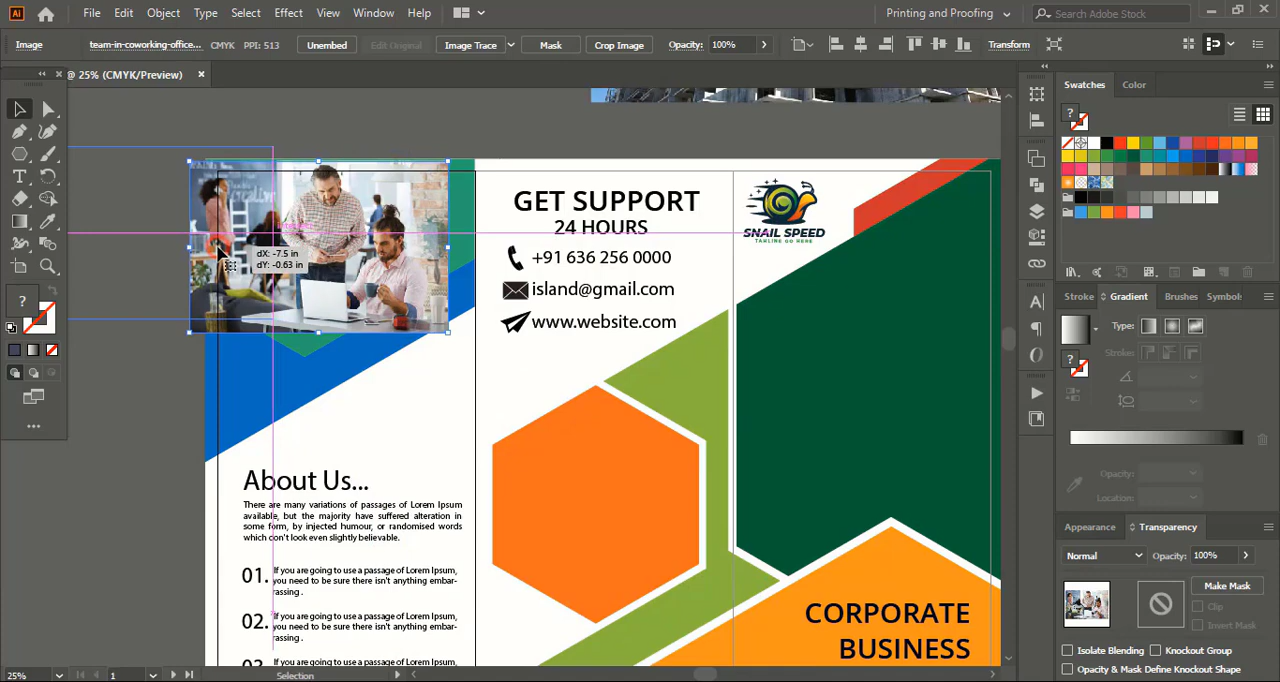 File Edit Object Type Select Effect View Window Help
Printing and Proofing
Search Adobe Stock
Image team-in-coworking-office... CMYK PPI: 513 Unembed Edit Original Image Trace Mask Crop Image Opacity: 100% Transform
@ 25% (CMYK/Preview)
dX: -7.5 in
dY: -0.63 in
GET SUPPORT
24 HOURS
+91 636 256 0000
island@gmail.com
www.website.com
SNAIL SPEED
TAGLINE GO HERE
About Us...
There are many variations of passages of Lorem Ipsum
available, but the majority have suffered alteration in
some form, by injected humour, or randomised words
which don't look even slightly believable.
01. If you are going to use a passage of Lorem Ipsum,
you need to be sure there isn't anything embar-
rassing .
02. If you are going to use a passage of Lorem Ipsum,
you need to be sure there isn't anything embar-
rassing .
If you are going to use a passage of Lorem Ipsum,
CORPORATE
BUSINESS
Swatches Color
Stroke Gradient Brushes Symbols
Type:
Stroke:
Opacity:
Location:
Appearance Transparency
Normal Opacity: 100%
Make Mask
Clip
Invert Mask
Isolate Blending Knockout Group
Opacity & Mask Define Knockout Shape
25% 1 Selection